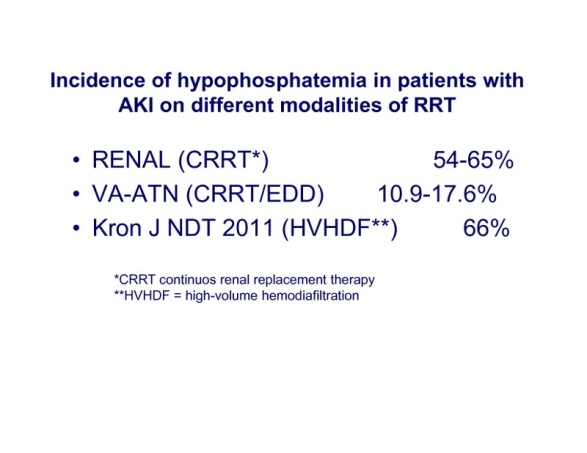 Incidence of hypophosphatemia in patients with
AKI on different modalities of RRT
• RENAL (CRRT*) 54-65%
• VA-ATN (CRRT/EDD) 10.9-17.6%
• Kron J NDT 2011 (HVHDF**) 66%
*CRRT continuos renal replacement therapy
**HVHDF = high-volume hemodiafiltration